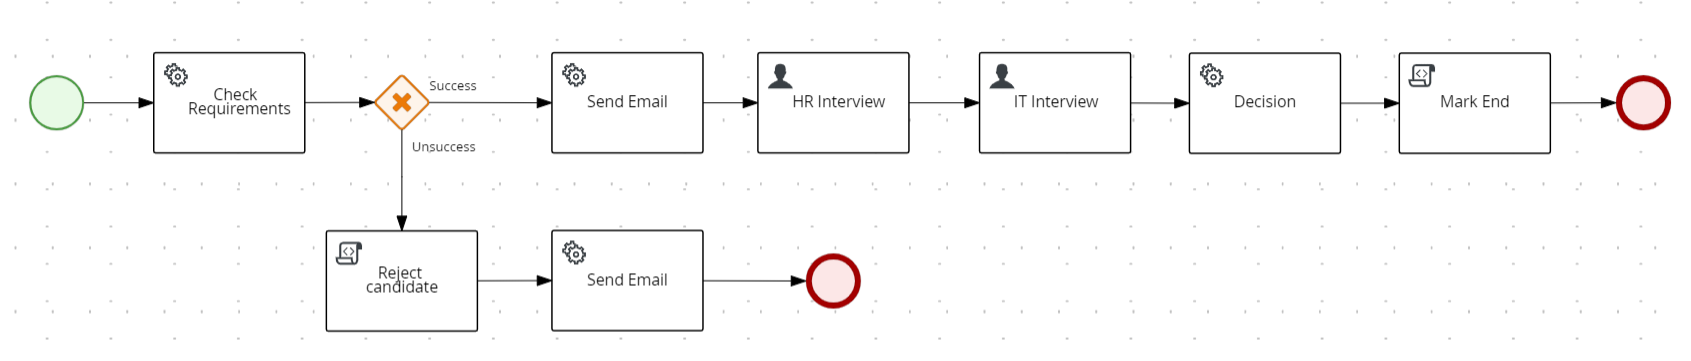 Check
Requirements
Success
Send Email
HR Interview
IT Interview
Decision
Mark End
Unsuccess
Reject
candidate
Send Email